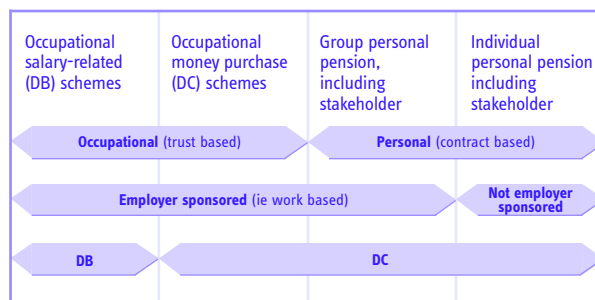 Occupational
salary-related
(DB) schemes
Occupational
money purchase
(DC) schemes
Group personal
pension,
including
stakeholder
Individual
personal pension
including
stakeholder
Occupational (trust based)
Personal (contract based)
Employer sponsored (ie work based)
Not employer
sponsored
DB
DC